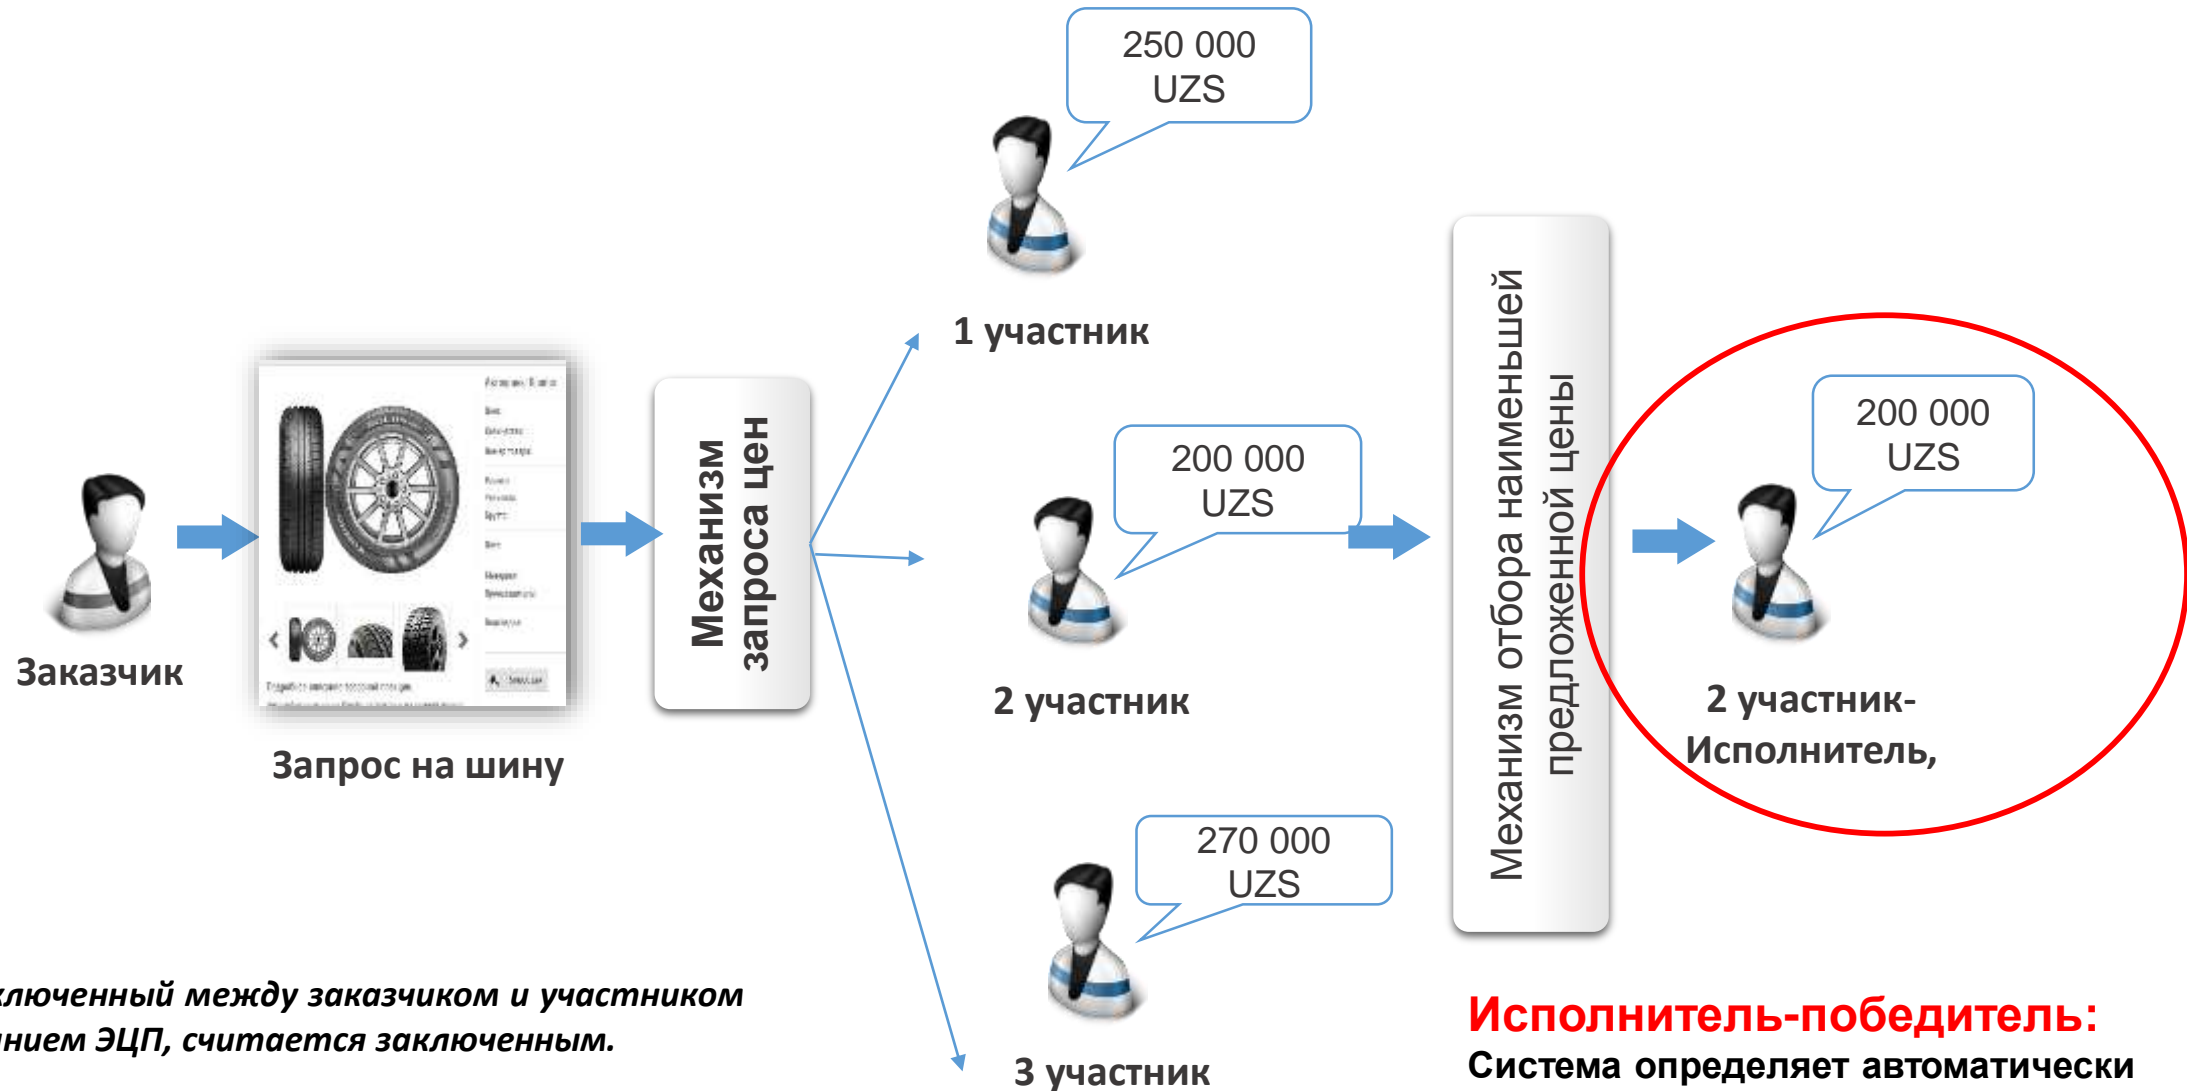 250 000
UZS
1 участник
Заказчик
Запрос на шину
Механизм
запроса цен
200 000
UZS
2 участник
270 000
UZS
3 участник
Механизм отбора наименьшей
предложенной цены
200 000
UZS
2 участник-
Исполнитель,
ключенный между заказчиком и участником
нием ЭЦП, считается заключенным.
Исполнитель-победитель:
Система определяет автоматически